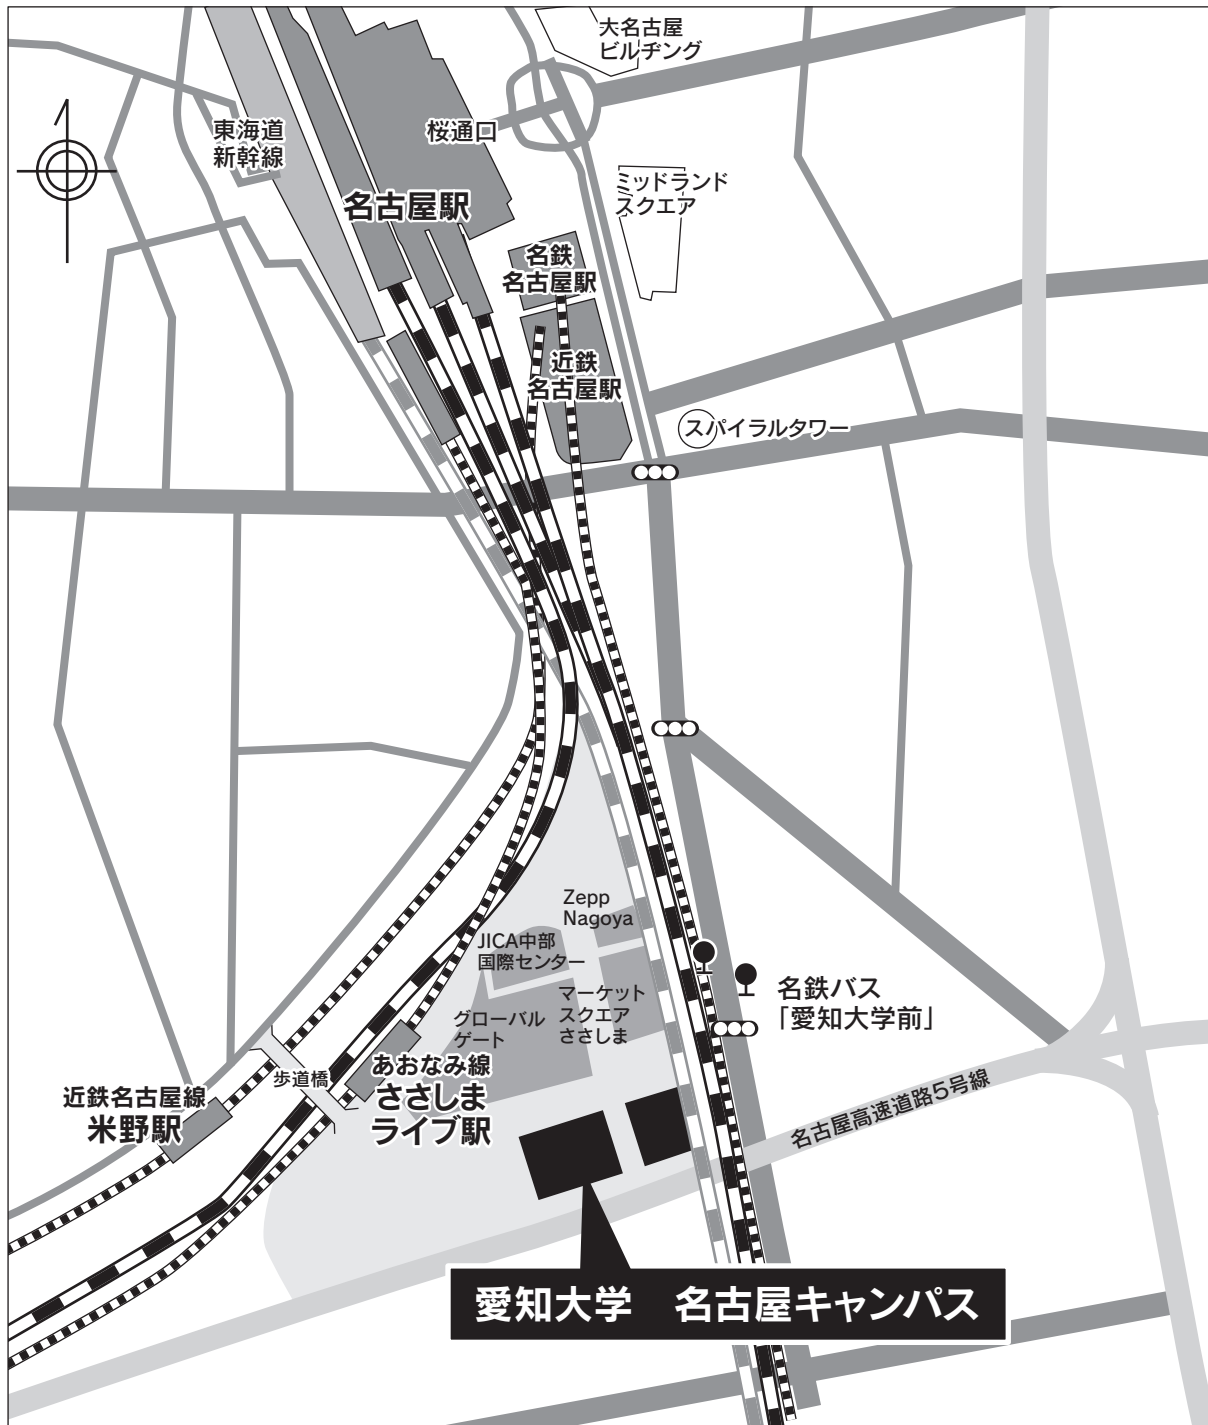 大名古屋
ビルヂング
東海道
新幹線
桜通口
名古屋駅
ミッドランド
スクエア
名鉄
名古屋駅
近鉄
名古屋駅
スパイラルタワー
Zepp
Nagoya
JICA中部
国際センター
マーケット
スクエア
ささしま
グローバル
ゲート
名鉄バス
「愛知大学前」
歩道橋
あおなみ線
ささしま
ライブ駅
近鉄名古屋線
米野駅
名古屋高速道路5号線
愛知大学　名古屋キャンパス